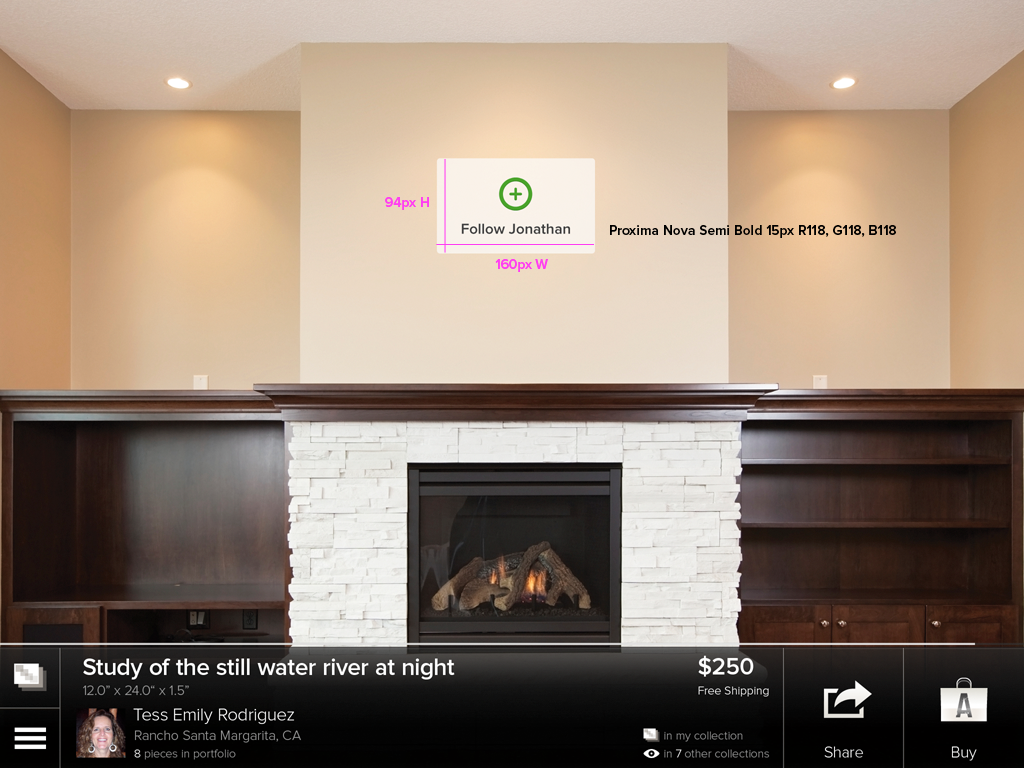 94px H
Follow Jonathan
Proxima Nova Semi Bold 15px R118, G118, B118
160px W
Study of the still water river at night
$250
12.0” x 24.0“ x 1.5”
Free Shipping
Tess Emily Rodriguez
Rancho Santa Margarita, CA
in my collection
8 pieces in portfolio
in 7 other collections
Share
A
Buy